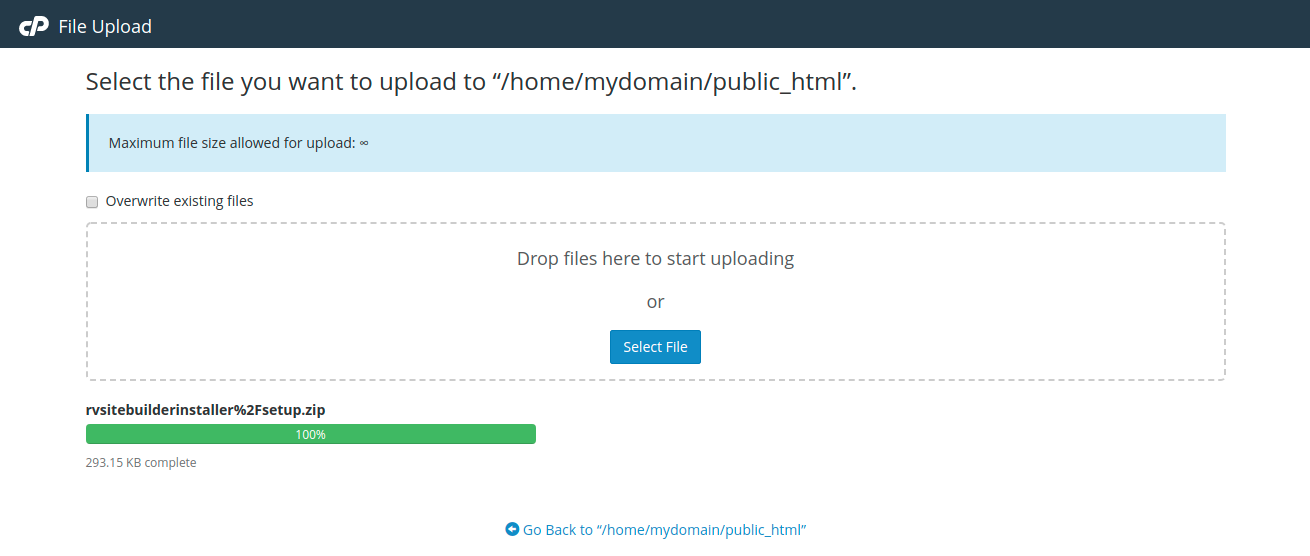 cP File Upload
Select the file you want to upload to “/home/mydomain/public_html”.
Maximum file size allowed for upload: ∞
Overwrite existing files
Drop files here to start uploading
or
Select File
rvsitebuilderinstaller%2Fsetup.zip
100%
293.15 KB complete
Go Back to “/home/mydomain/public_html”